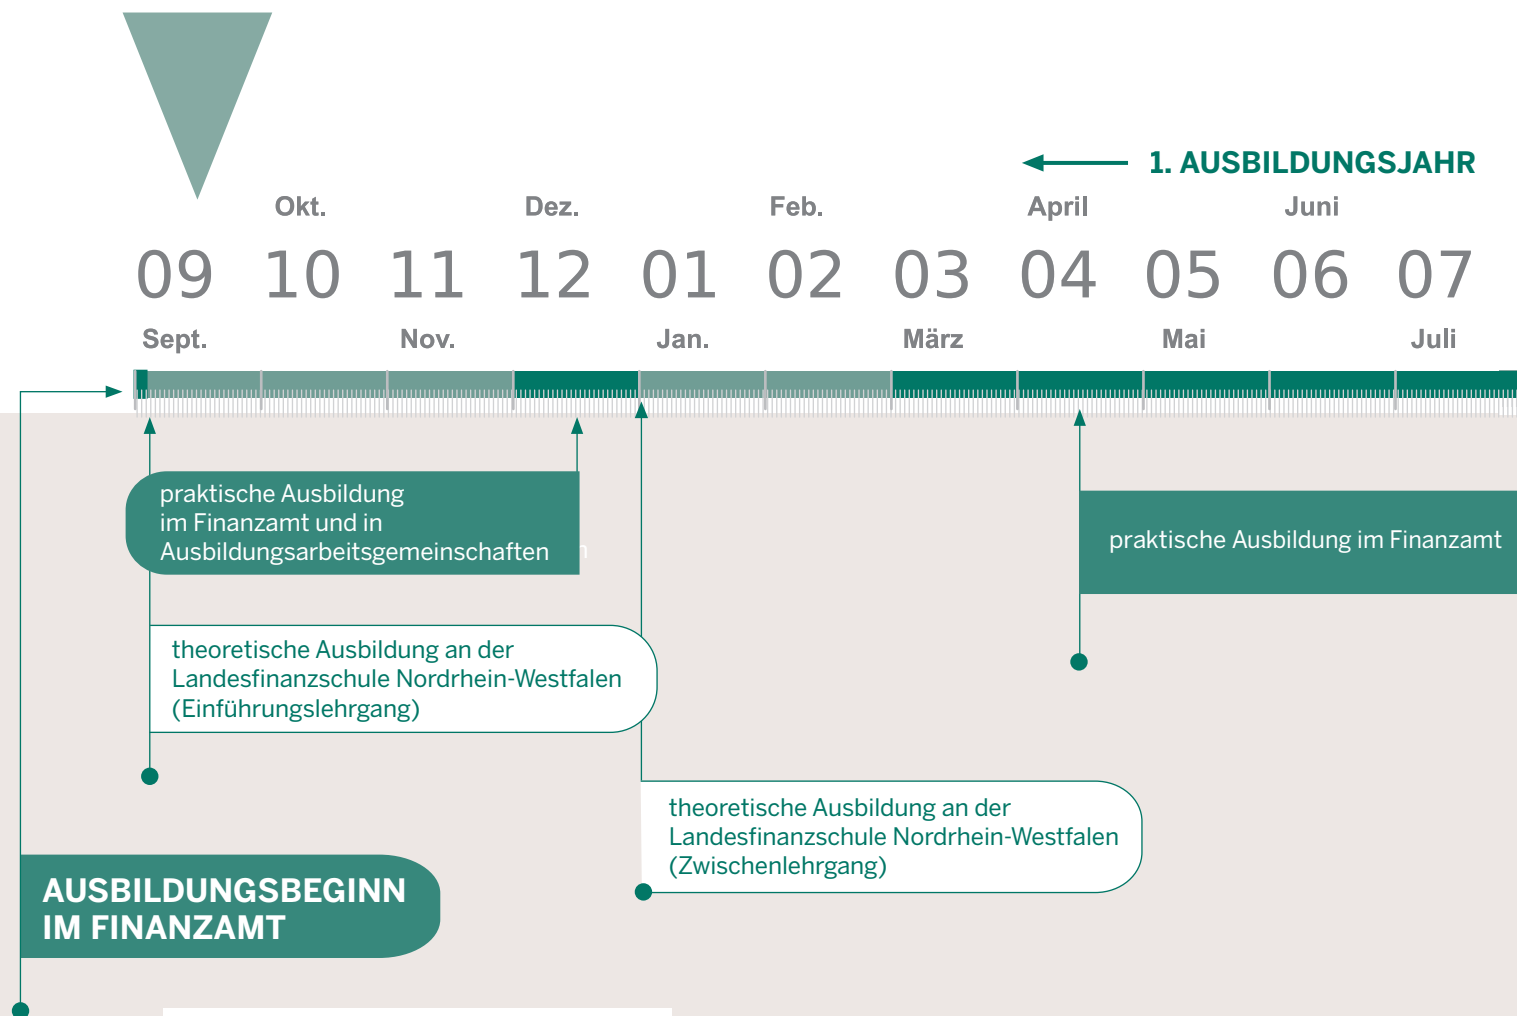 1. AUSBILDUNGSJAHR
Okt. Dez. Feb. April Juni
09 10 11 12 01 02 03 04 05 06 07
Sept. Nov. Jan. März Mai Juli
praktische Ausbildung
im Finanzamt und in
Ausbildungsarbeitsgemeinschaften
praktische Ausbildung im Finanzamt
theoretische Ausbildung an der
Landesfinanzschule Nordrhein-Westfalen
(Einführungslehrgang)
theoretische Ausbildung an der
Landesfinanzschule Nordrhein-Westfalen
(Zwischenlehrgang)
AUSBILDUNGSBEGINN
IM FINANZAMT